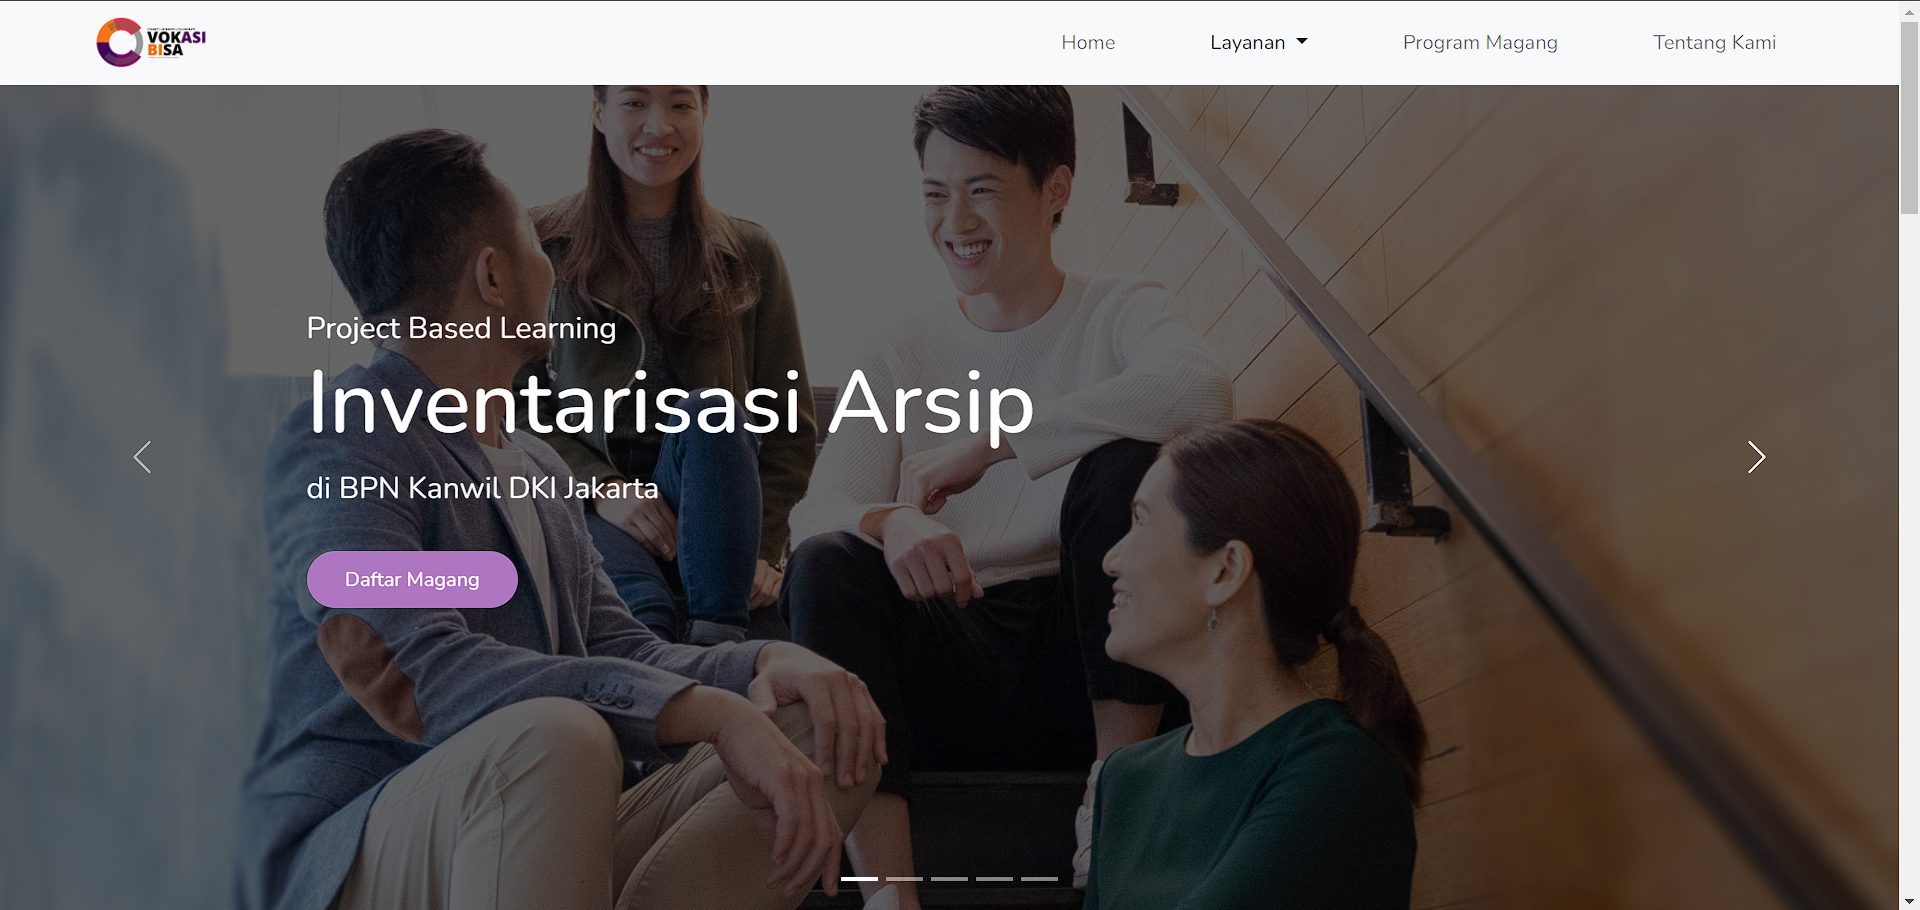 VOKASI
BISA
Home
Layanan
Program Magang
Tentang Kami
Project Based Learning
Inventarisasi Arsip
di BPN Kanwil DKI Jakarta
Daftar Magang